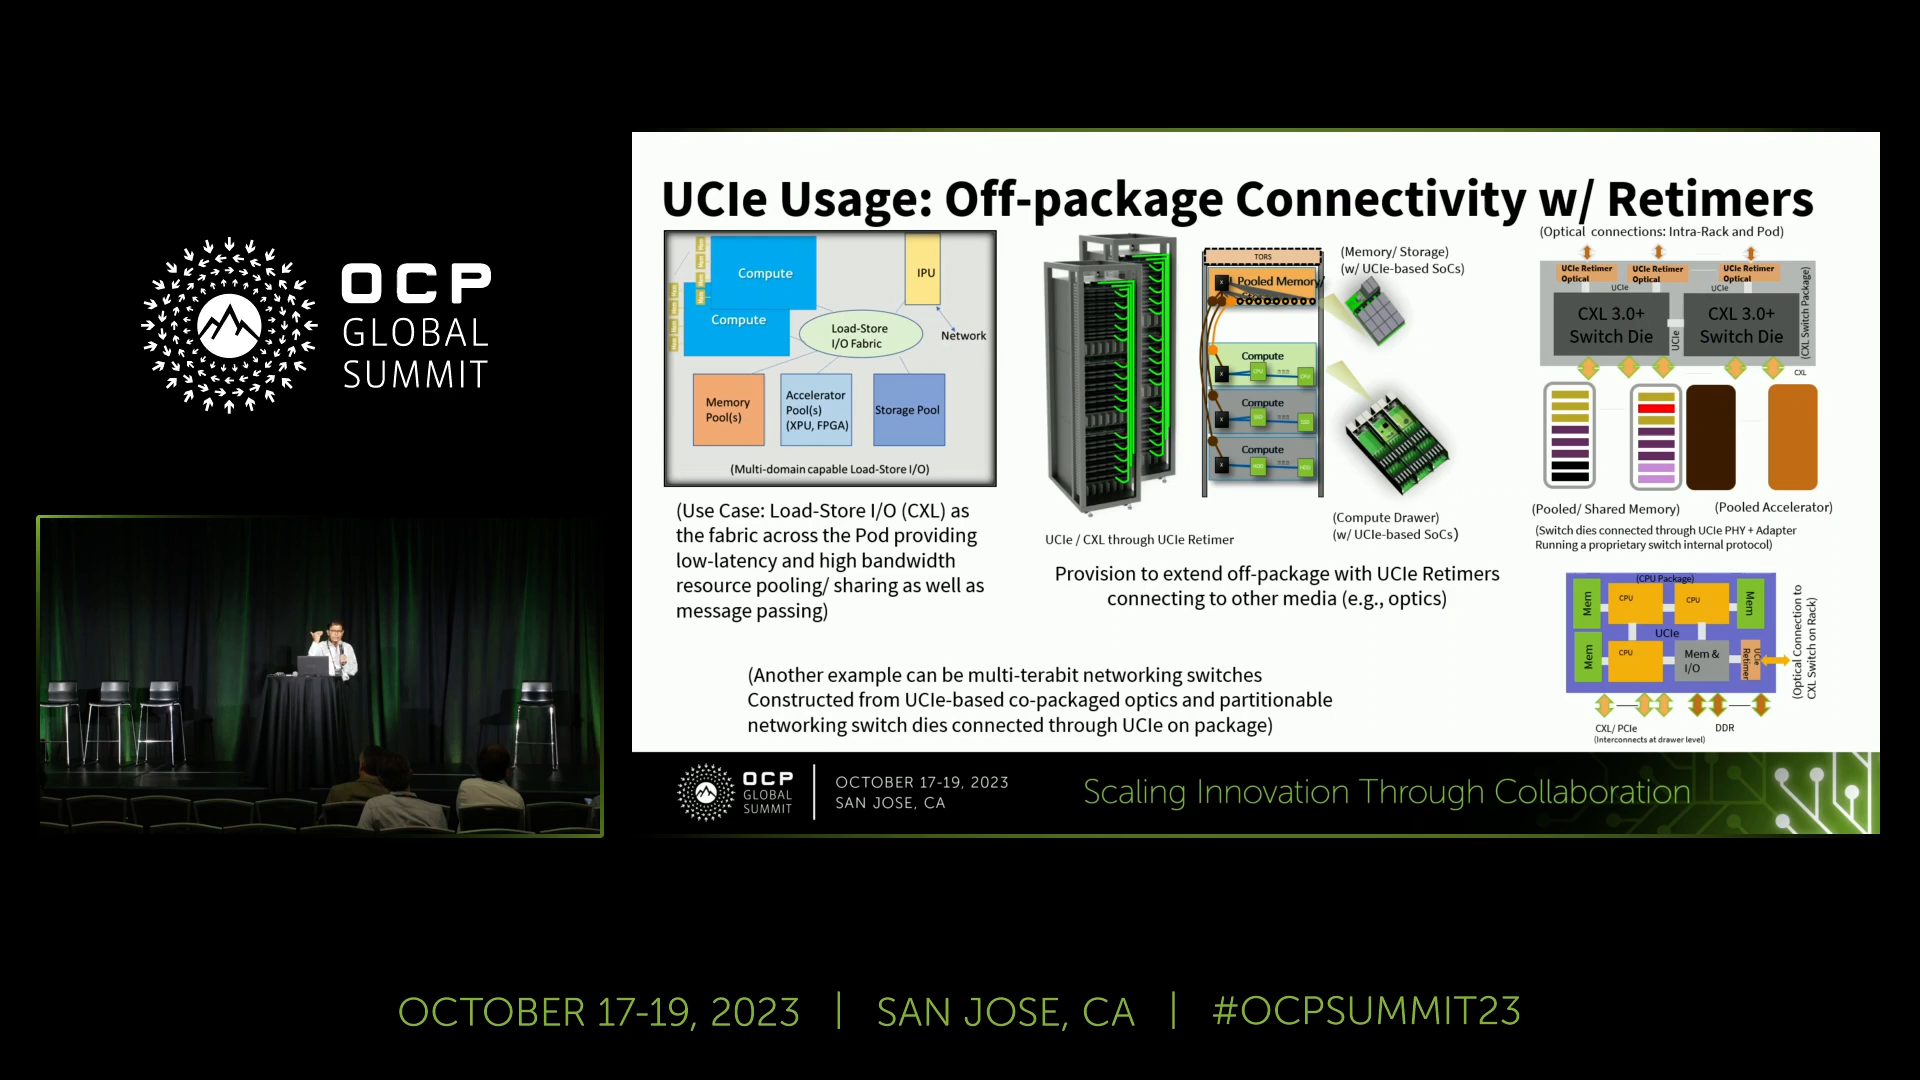 OCP
GLOBAL
SUMMIT
UCIe Usage: Off-package Connectivity w/ Retimers
Compute
Compute
IPU
Load-Store
I/O Fabric
Network
Memory
Pool(s)
Accelerator
Pool(s)
(XPU, FPGA)
Storage Pool
(Multi-domain capable Load-Store I/O)
(Use Case: Load-Store I/O (CXL) as
the fabric across the Pod providing
low-latency and high bandwidth
resource pooling/ sharing as well as
message passing)
UCIe / CXL through UCIe Retimer
TORS
Pooled Memory/
X
Compute
X
CPU
CPU
Compute
X
Compute
X
HDD
HDD
(Memory/ Storage)
(w/ UCIe-based SoCs)
(Compute Drawer)
(w/ UCIe-based SoCs)
Provision to extend off-package with UCIe Retimers
connecting to other media (e.g., optics)
(Another example can be multi-terabit networking switches
Constructed from UCIe-based co-packaged optics and partitionable
networking switch dies connected through UCIe on package)
(Optical connections: Intra-Rack and Pod)
UCIe Retimer
Optical
UCIe Retimer
Optical
UCIe Retimer
Optical
UCIe
UCIe
CXL 3.0+
Switch Die
UCIe
CXL 3.0+
Switch Die
(CXL Switch Package)
CXL
(Pooled/ Shared Memory)
(Pooled Accelerator)
(Switch dies connected through UCIe PHY + Adapter
Running a proprietary switch internal protocol)
(CPU Package)
Mem
CPU
CPU
Mem
UCIe
Mem
CPU
Mem &
I/O
UCIe
Retimer
(Optical Connection to
CXL Switch on Rack)
CXL/ PCIe
DDR
(Interconnects at drawer level)
OCP
GLOBAL
SUMMIT
OCTOBER 17-19, 2023
SAN JOSE, CA
Scaling Innovation Through Collaboration
OCTOBER 17-19, 2023 | SAN JOSE, CA | #OCPSUMMIT23